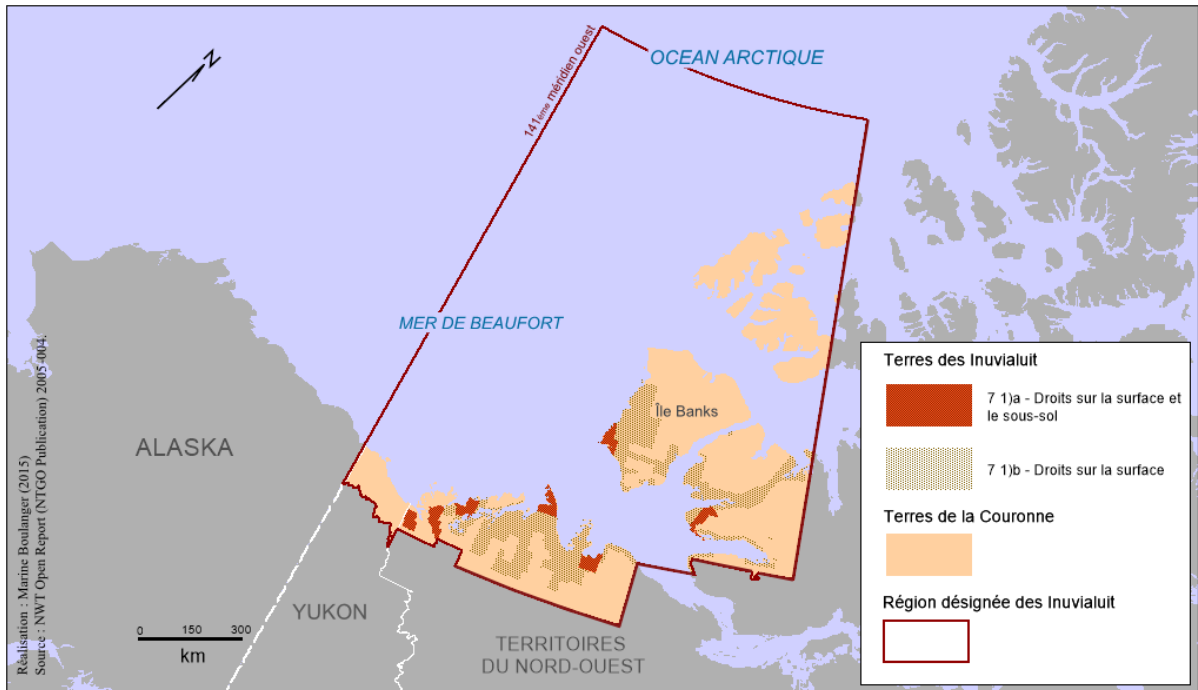 N
141ème méridien ouest
OCEAN ARCTIQUE
MER DE BEAUFORT
Île Banks
ALASKA
YUKON
TERRITOIRES
DU NORD-OUEST
0 150 300
km
Réalisation : Marine Boulanger (2015)
Source : NWT Open Report (NTGO Publication) 2005-004.
Terres des Inuvialuit
7 1)a - Droits sur la surface et
le sous-sol
7 1)b - Droits sur la surface
Terres de la Couronne
Région désignée des Inuvialuit